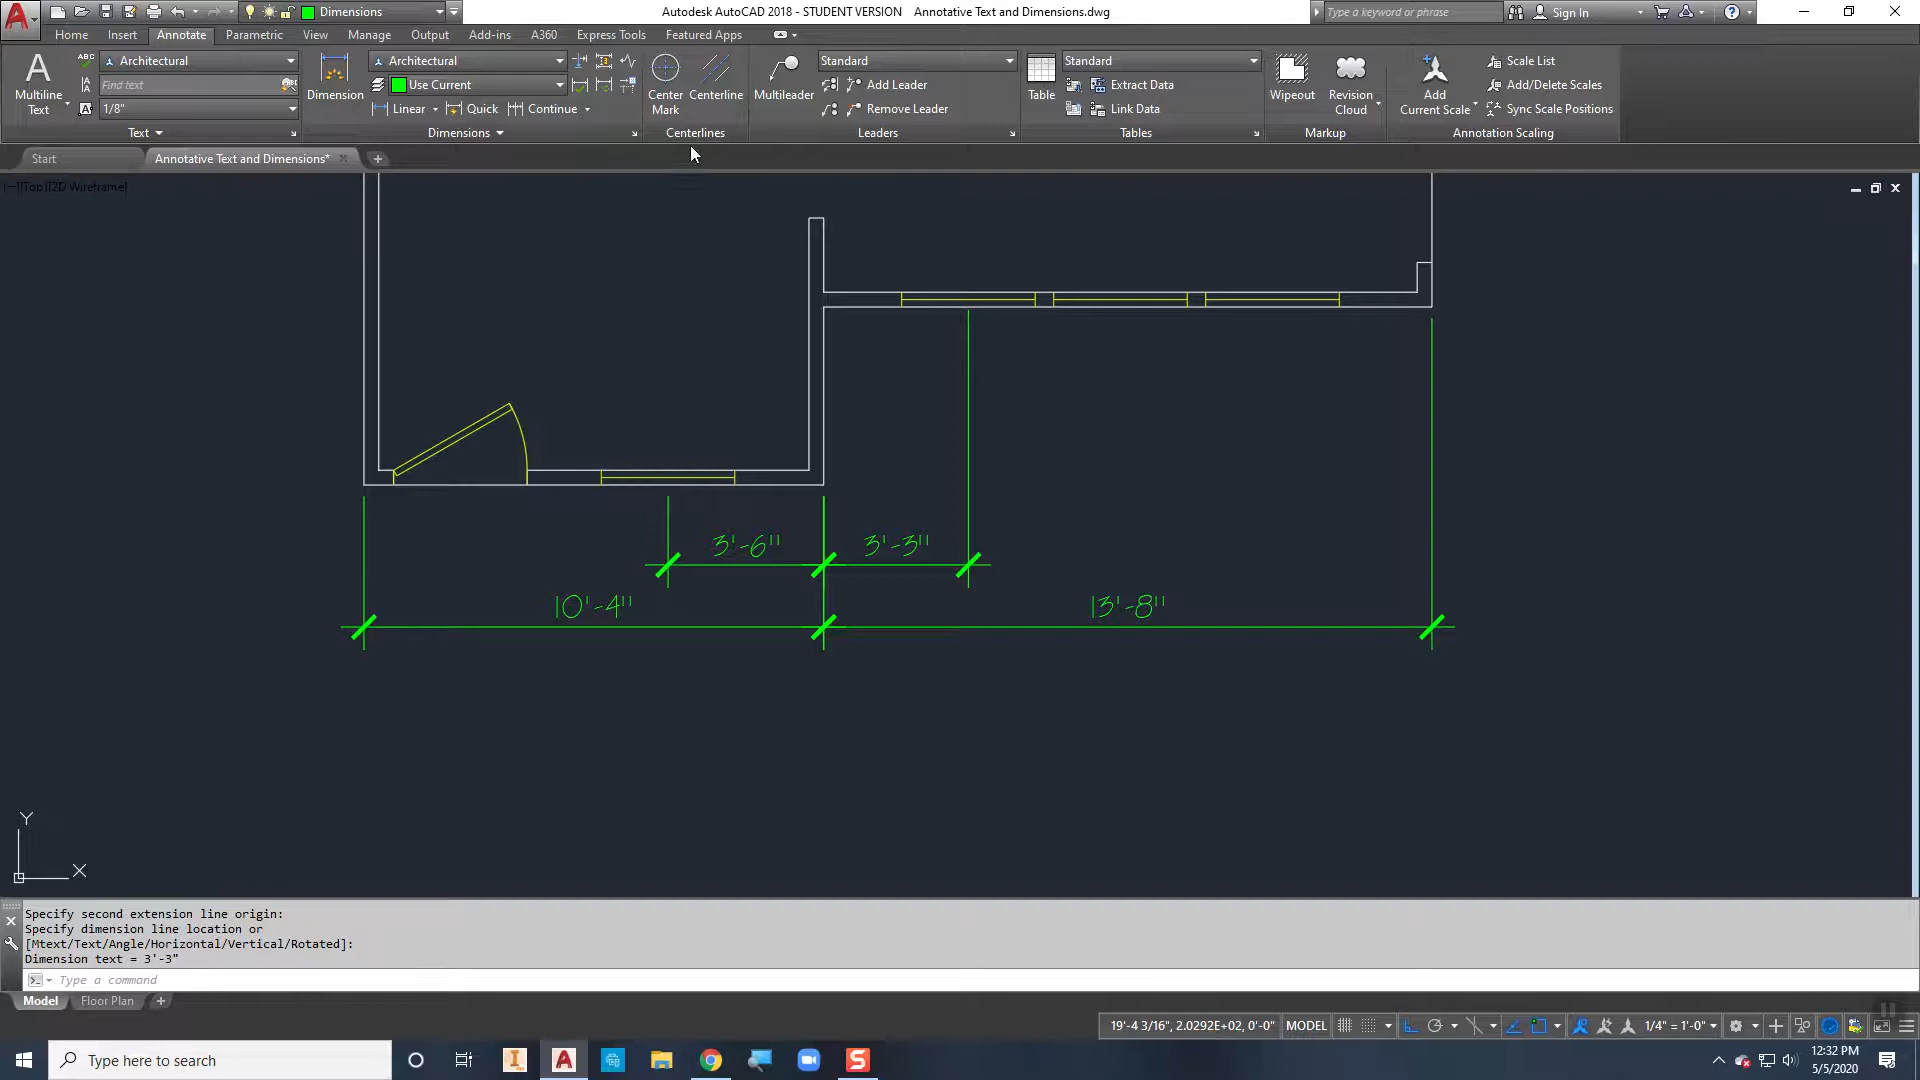 Dimensions
Autodesk AutoCAD 2018 - STUDENT VERSION Annotative Text and Dimensions.dwg
Type a keyword or phrase
Sign In
Home Insert Annotate Parametric View Manage Output Add-ins A360 Express Tools Featured Apps
Multiline Text
ABC
Architectural
Find text
1/8"
Text
Dimension
Architectural
Use Current
Linear Quick Continue
Dimensions
Center Mark
Centerline
Centerlines
Multileader
Standard
Add Leader
Remove Leader
Leaders
Table
Standard
Extract Data
Link Data
Tables
Wipeout
Revision Cloud
Markup
Add Current Scale
Scale List
Add/Delete Scales
Sync Scale Positions
Annotation Scaling
Start
Annotative Text and Dimensions*
[−][Top][2D Wireframe]
3'-6" 3'-3"
10'-4" 13'-8"
Y
X
Specify second extension line origin:
Specify dimension line location or
[Mtext/Text/Angle/Horizontal/Vertical/Rotated]:
Dimension text = 3'-3"
Type a command
Model Floor Plan
19'-4 3/16", 2.0292E+02, 0'-0" MODEL 1/4" = 1'-0"
Type here to search
12:32 PM
5/5/2020